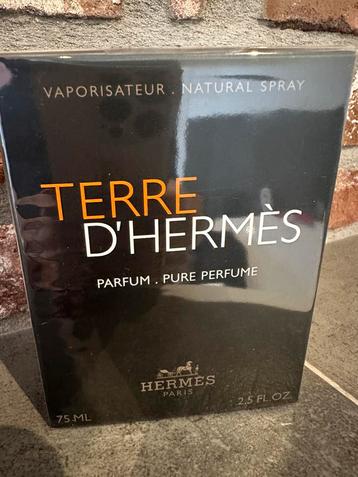 VAPORISATEUR . NATURAL SPRAY
TERRE
D'HERMÈS
PARFUM . PURE PERFUME
HERMÈS
PARIS
75 ML
2,5 FL.OZ.